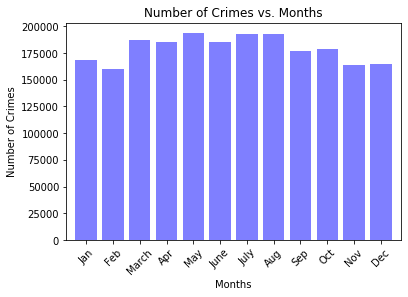 Number of Crimes vs. Months
200000
175000
150000
125000
100000
75000
50000
25000
0
Number of Crimes
Jan
Feb
March
Apr
May
June
July
Aug
Sep
Oct
Nov
Dec
Months